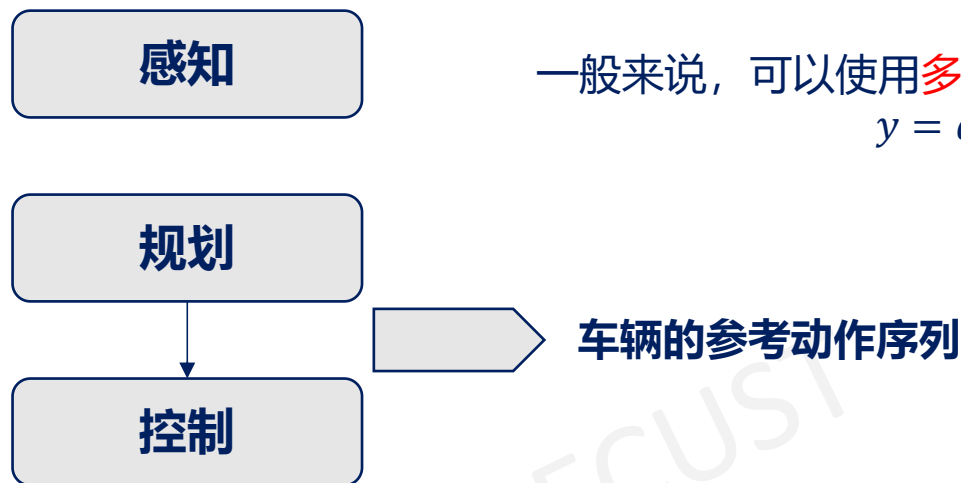 感知
一般来说，可以使用多
y =
规划
车辆的参考动作序列
控制
ECUST